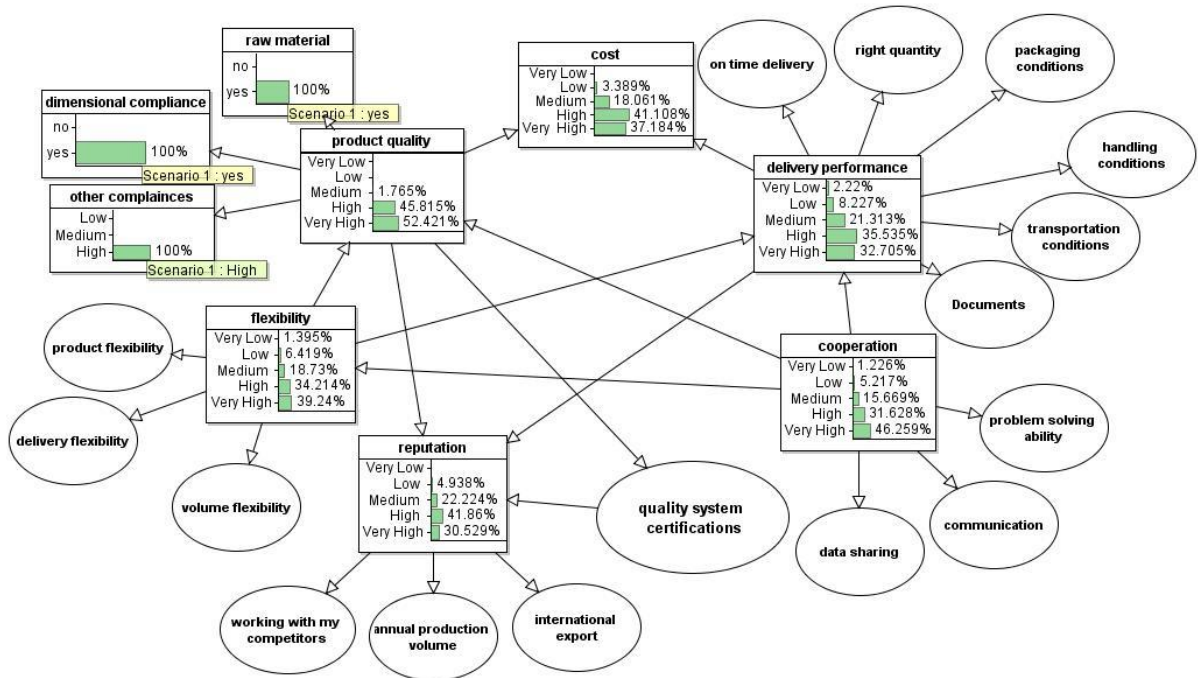 raw material
no
yes 100%
Scenario 1 : yes
dimensional compliance
no
yes 100%
Scenario 1 : yes
other complainces
Low
Medium
High 100%
Scenario 1 : High
product quality
Very Low
Low
Medium 1.765%
High 45.815%
Very High 52.421%
cost
Very Low
Low 3.389%
Medium 18.061%
High 41.108%
Very High 37.184%
on time delivery
right quantity
packaging
conditions
handling
conditions
transportation
conditions
Documents
delivery performance
Very Low 2.22%
Low 8.227%
Medium 21.313%
High 35.535%
Very High 32.705%
flexibility
Very Low 1.395%
Low 6.419%
Medium 18.73%
High 34.214%
Very High 39.24%
product flexibility
delivery flexibility
volume flexibility
cooperation
Very Low 1.226%
Low 5.217%
Medium 15.669%
High 31.628%
Very High 46.259%
problem solving
ability
communication
data sharing
reputation
Very Low
Low 4.938%
Medium 22.224%
High 41.86%
Very High 30.529%
quality system
certifications
working with my
competitors
annual production
volume
international
export